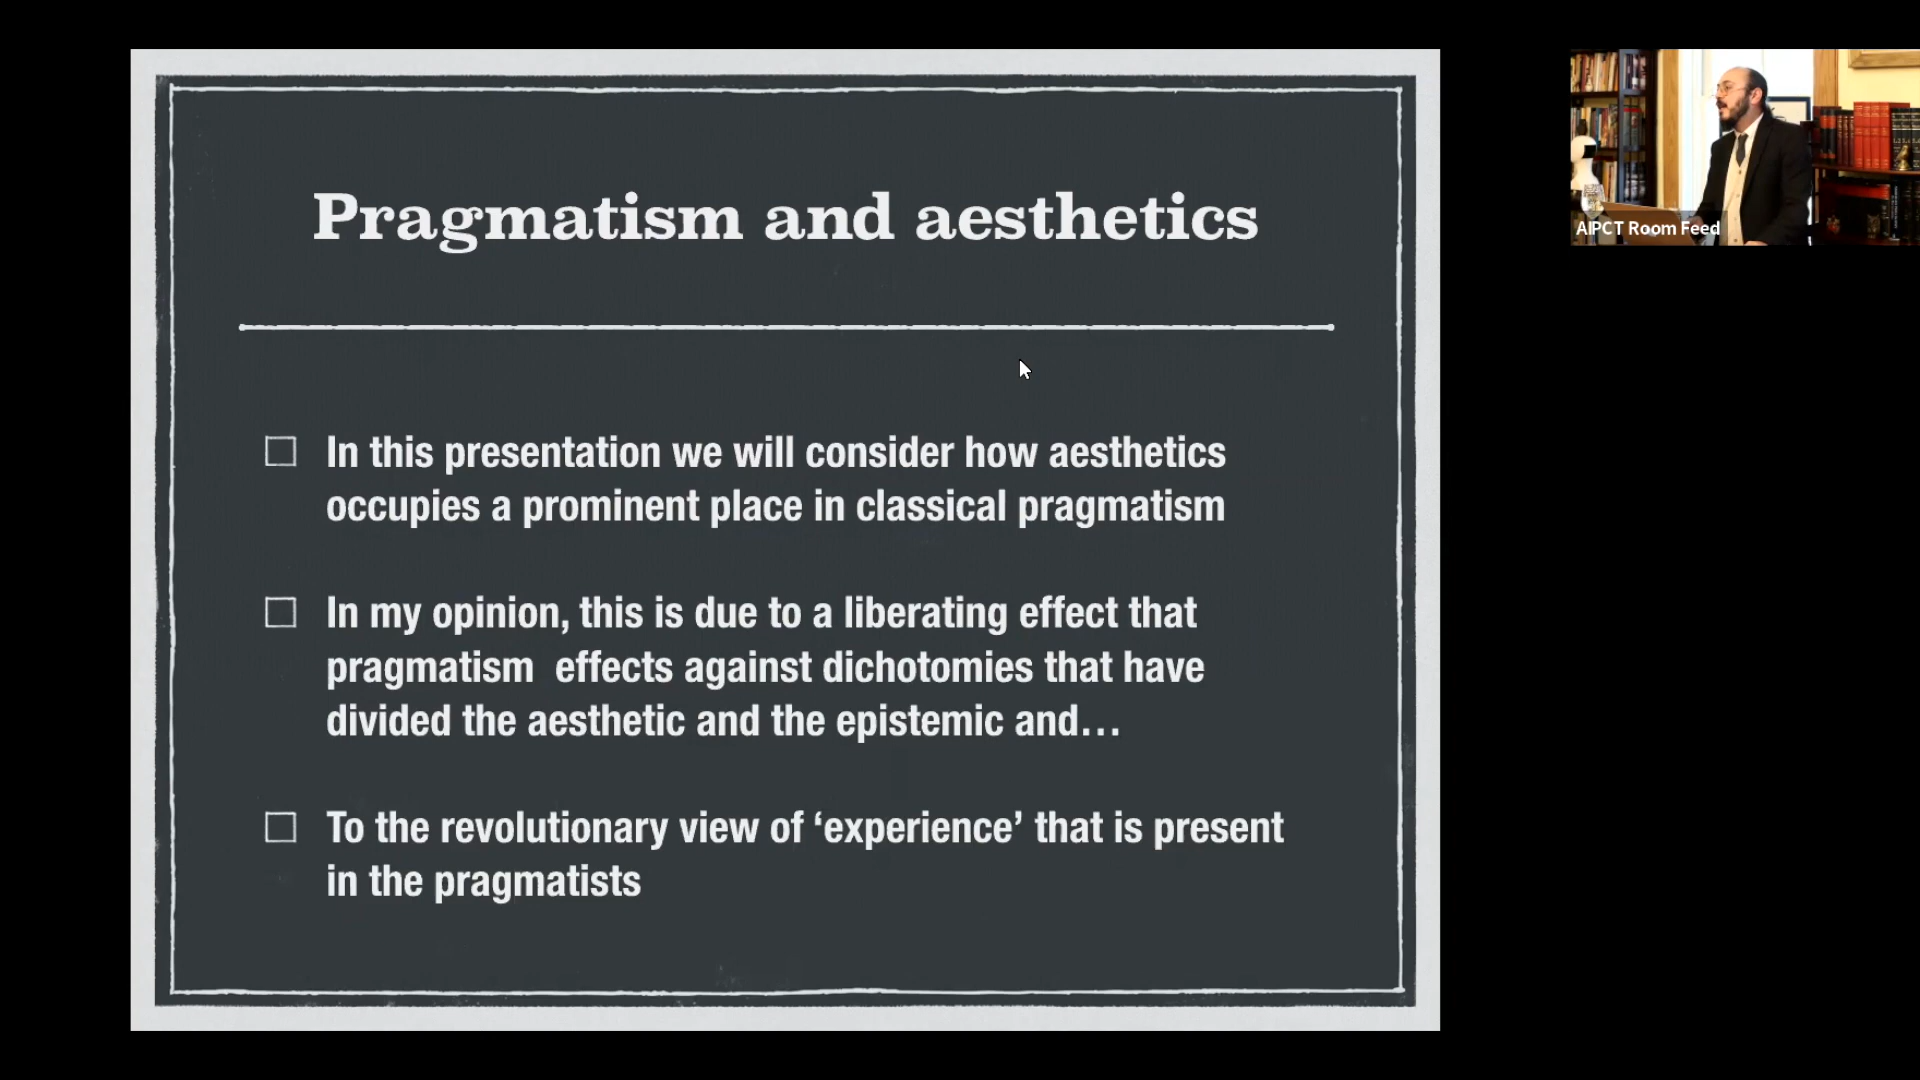 Pragmatism and aesthetics
In this presentation we will consider how aesthetics
occupies a prominent place in classical pragmatism
In my opinion, this is due to a liberating effect that
pragmatism  effects against dichotomies that have
divided the aesthetic and the epistemic and…
To the revolutionary view of ‘experience’ that is present
in the pragmatists
AIPCT Room Feed